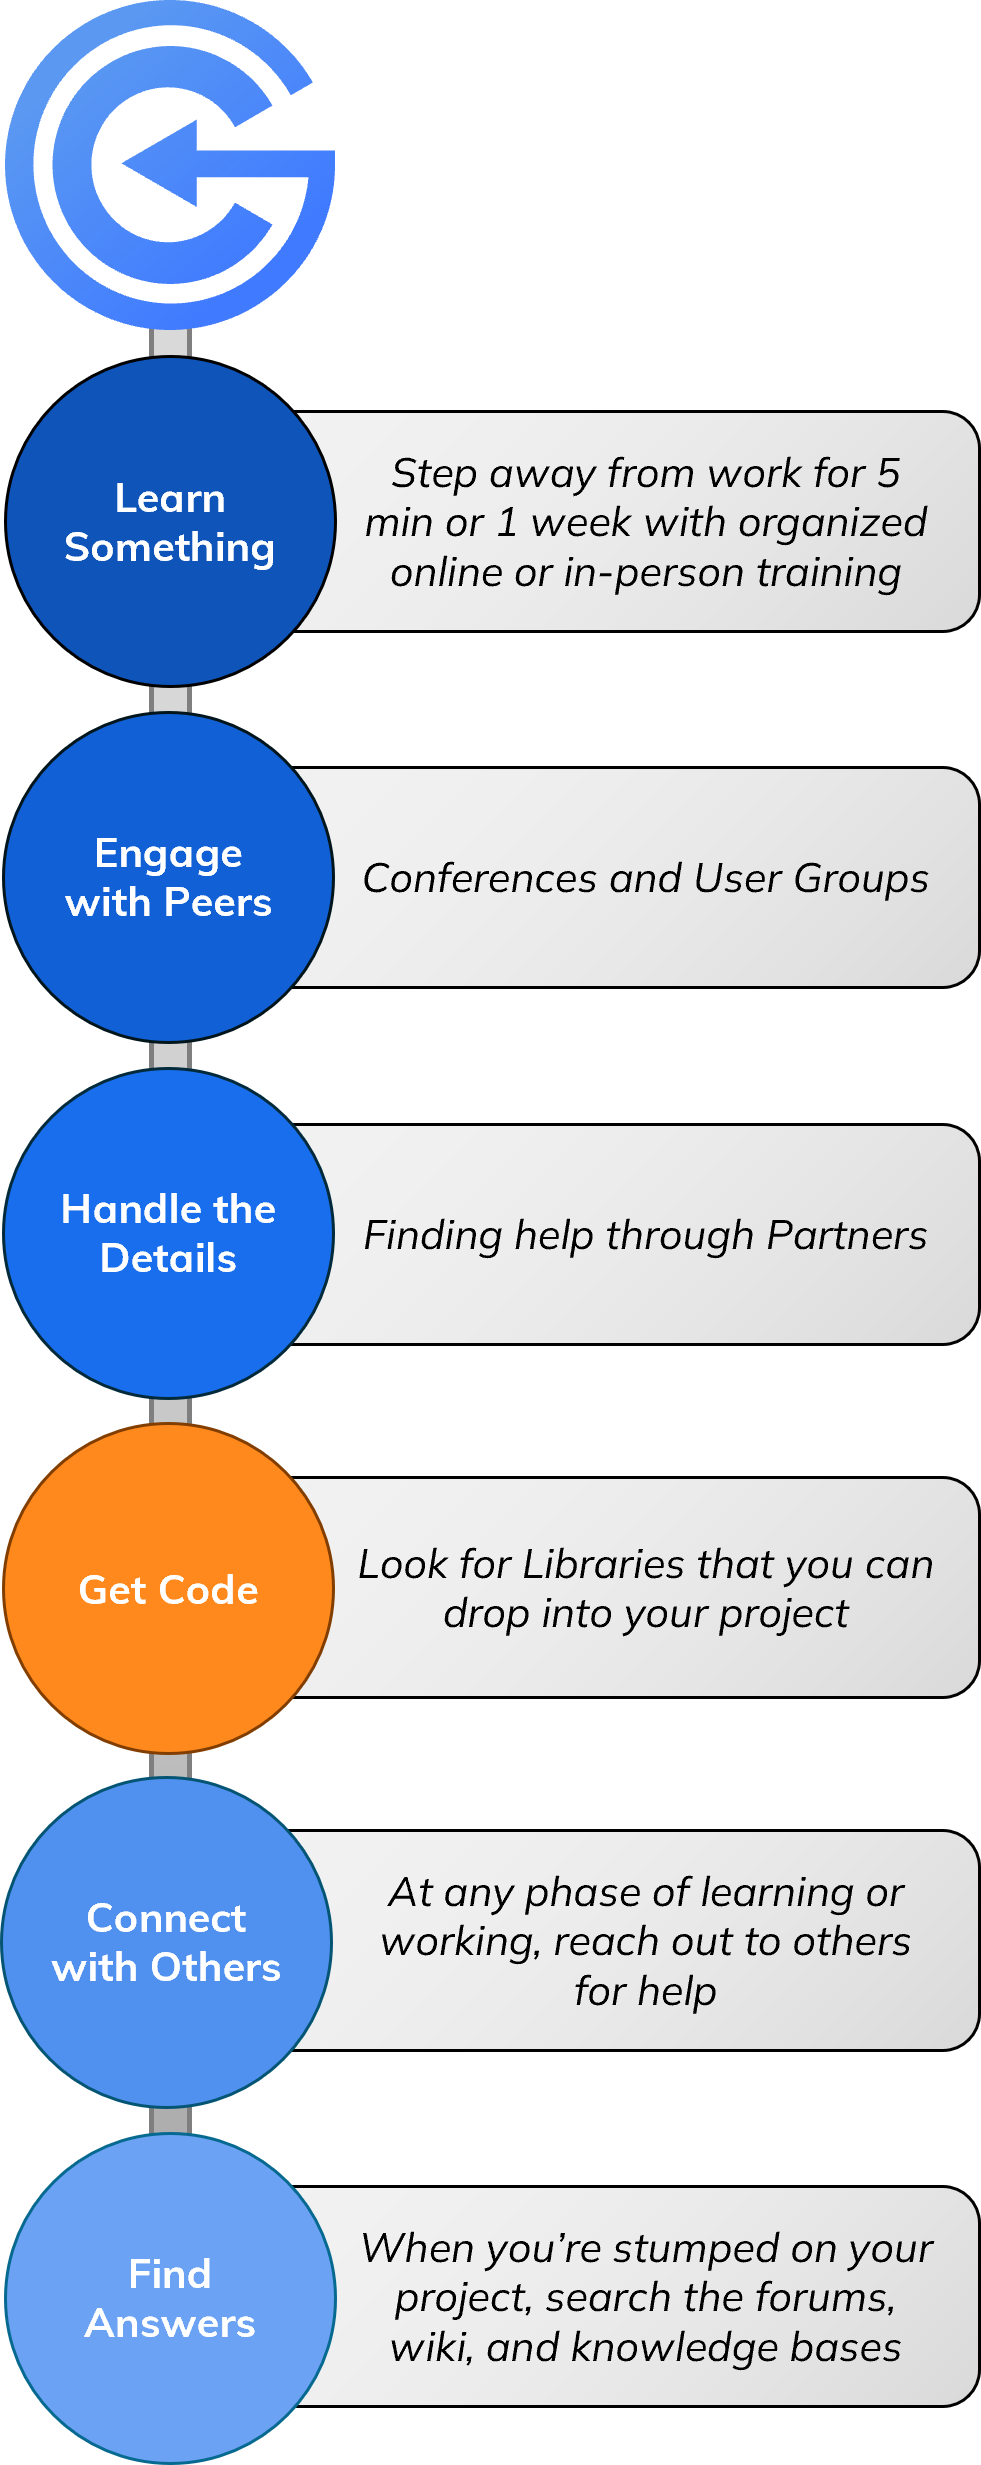 Learn
Something
Step away from work for 5
min or 1 week with organized
online or in-person training
Engage
with Peers
Conferences and User Groups
Handle the
Details
Finding help through Partners
Get Code
Look for Libraries that you can
drop into your project
Connect
with Others
At any phase of learning or
working, reach out to others
for help
Find
Answers
When you’re stumped on your
project, search the forums,
wiki, and knowledge bases